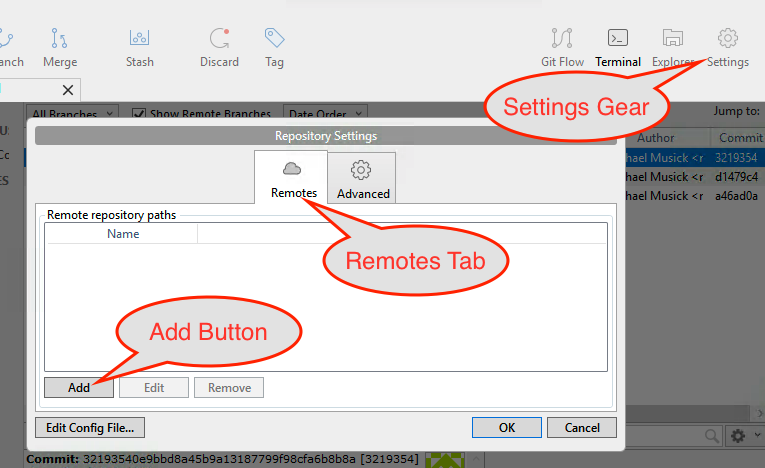 anch Merge Stash Discard Tag Git Flow Terminal Explorer Settings
Settings Gear
All Branches Show Remote Branches Date Order Jump to:
Repository Settings
Author Commit
hael Musick <r 3219354
hael Musick <r d1479c4
hael Musick <r a46ad0a
Remotes Advanced
Remote repository paths
Name
Remotes Tab
Add Button
Add Edit Remove
Edit Config File... OK Cancel
Commit: 32193540e9bbd8a45b9a13187799f98cfa6b8b8a [3219354]